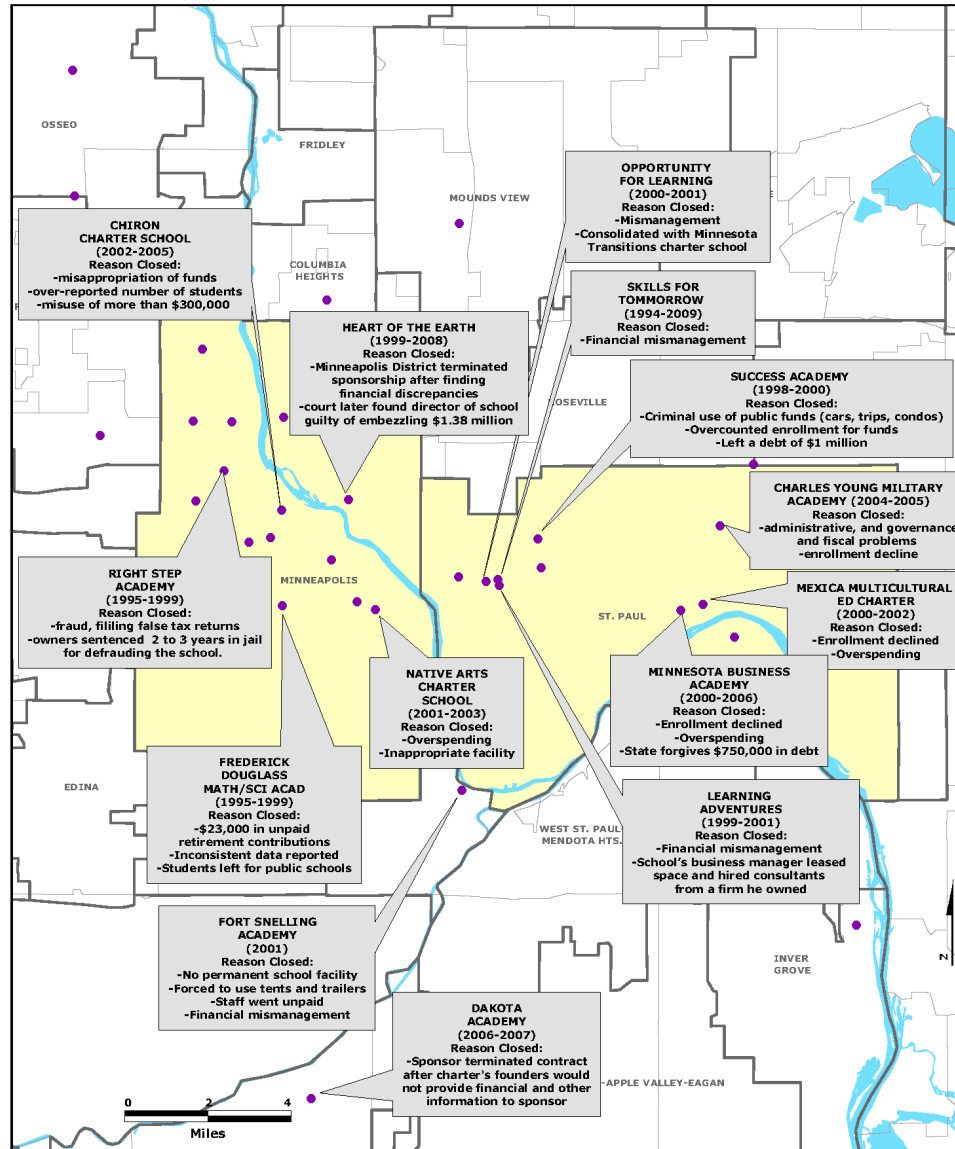 OSSEO
FRIDLEY
MOUNDS VIEW
COLUMBIA
HEIGHTS
OPPORTUNITY
FOR LEARNING
(2000-2001)
Reason Closed:
-Mismanagement
-Consolidated with Minnesota
Transitions charter school
CHIRON
CHARTER SCHOOL
(2002-2005)
Reason Closed:
-misappropriation of funds
-over-reported number of students
-misuse of more than $300,000
SKILLS FOR
TOMMORROW
(1994-2009)
Reason Closed:
-Financial mismanagement
HEART OF THE EARTH
(1999-2008)
Reason Closed:
-Minneapolis District terminated
sponsorship after finding
financial discrepancies
-court later found director of school
guilty of embezzling $1.38 million
OSEVILLE
SUCCESS ACADEMY
(1998-2000)
Reason Closed:
-Criminal use of public funds (cars, trips, condos)
-Overcounted enrollment for funds
-Left a debt of $1 million
CHARLES YOUNG MILITARY
ACADEMY (2004-2005)
Reason Closed:
-administrative, and governance
and fiscal problems
-enrollment decline
RIGHT STEP
ACADEMY
(1995-1999)
Reason Closed:
-fraud, fililing false tax returns
-owners sentenced 2 to 3 years in jail
for defrauding the school.
MINNEAPOLIS
ST. PAUL
MEXICA MULTICULTURAL
ED CHARTER
(2000-2002)
Reason Closed:
-Enrollment declined
-Overspending
NATIVE ARTS
CHARTER
SCHOOL
(2001-2003)
Reason Closed:
-Overspending
-Inappropriate facility
MINNESOTA BUSINESS
ACADEMY
(2000-2006)
Reason Closed:
-Enrollment declined
-Overspending
-State forgives $750,000 in debt
EDINA
FREDERICK
DOUGLASS
MATH/SCI ACAD
(1995-1999)
Reason Closed:
-$23,000 in unpaid
retirement contributions
-Inconsistent data reported
-Students left for public schools
WEST ST. PAUL-
MENDOTA HTS.
LEARNING
ADVENTURES
(1999-2001)
Reason Closed:
-Financial mismanagement
-School's business manager leased
space and hired consultants
from a firm he owned
FORT SNELLING
ACADEMY
(2001)
Reason Closed:
-No permanent school facility
-Forced to use tents and trailers
-Staff went unpaid
-Financial mismanagement
INVER
GROVE
N
DAKOTA
ACADEMY
(2006-2007)
Reason Closed:
-Sponsor terminated contract
after charter's founders would
not provide financial and other
information to sponsor
-APPLE VALLEY-EAGAN
0 2 4
Miles